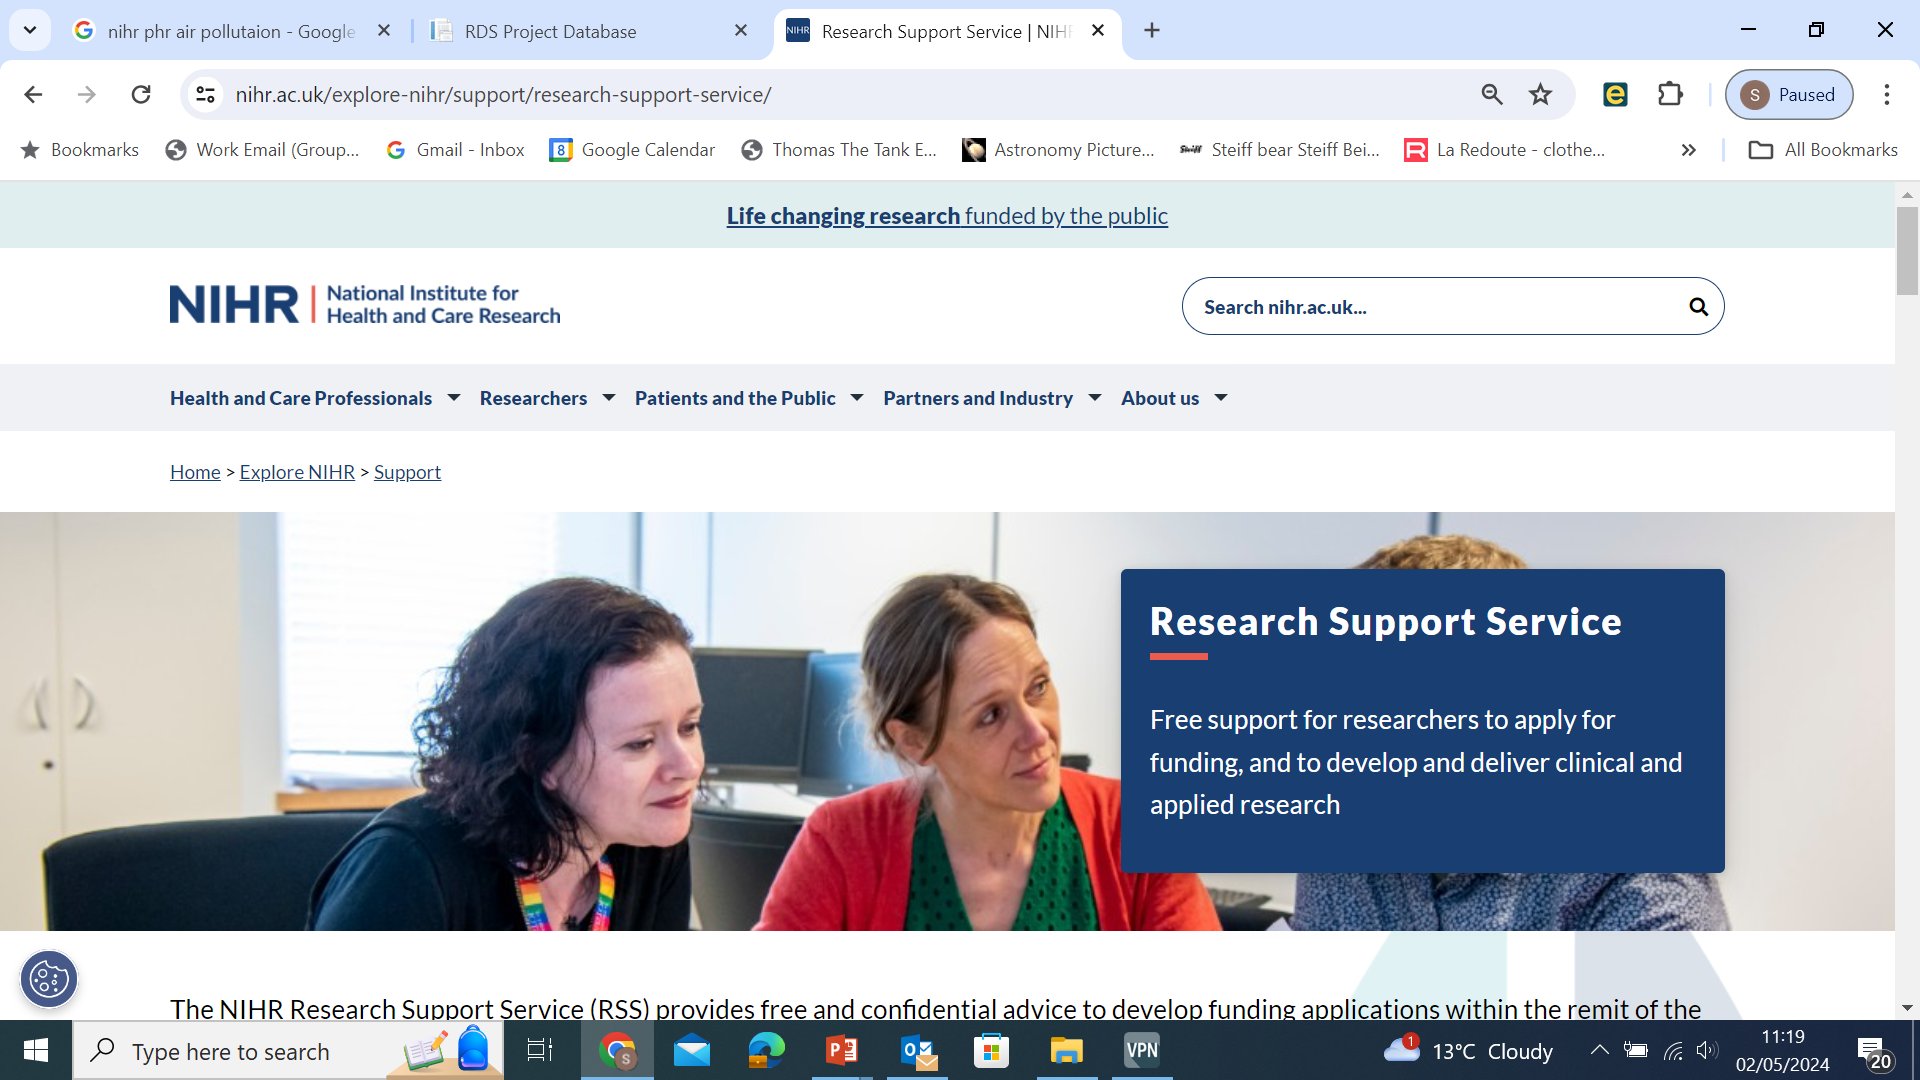 nihr phr air pollutaion - Google
RDS Project Database
NIHR
Research Support Service | NIHR
nihr.ac.uk/explore-nihr/support/research-support-service/
e
S
Paused
Bookmarks
Work Email (Group...
Gmail - Inbox
8
Google Calendar
Thomas The Tank E...
Astronomy Picture...
Steiff
Steiff bear Steiff Bei...
La Redoute - clothe...
All Bookmarks
Life changing research funded by the public
NIHR | National Institute for
Health and Care Research
Search nihr.ac.uk...
Health and Care Professionals
Researchers
Patients and the Public
Partners and Industry
About us
Home > Explore NIHR > Support
Research Support Service
Free support for researchers to apply for
funding, and to develop and deliver clinical and
applied research
The NIHR Research Support Service (RSS) provides free and confidential advice to develop funding applications within the remit of the
Type here to search
S
VPN
1
13°C Cloudy
11:19
02/05/2024
20